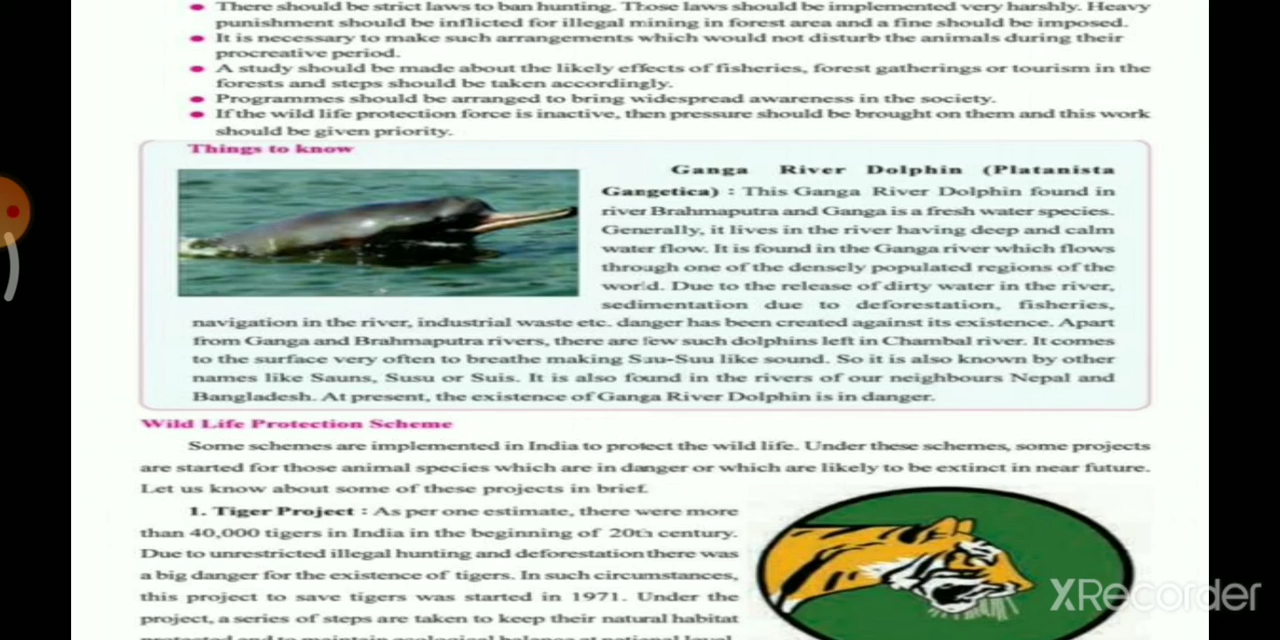 There should be strict laws to ban hunting. Those laws should be implemented very harshly. Heavy
punishment should be inflicted for illegal mining in forest area and a fine should be imposed.
It is necessary to make such arrangements which would not disturb the animals during their
procreative period.
A study should be made about the likely effects of fisheries, forest gatherings or tourism in the
forests and steps should be taken accordingly.
Programmes should be arranged to bring widespread awareness in the society.
If the wild life protection force is inactive, then pressure should be brought on them and this work
should be given priority.
Things to know
Ganga River Dolphin (Platanista
Gangetica) : This Ganga River Dolphin found in
river Brahmaputra and Ganga is a fresh water species.
Generally, it lives in the river having deep and calm
water flow. It is found in the Ganga river which flows
through one of the densely populated regions of the
world. Due to the release of dirty water in the river,
sedimentation due to deforestation, fisheries,
navigation in the river, industrial waste etc. danger has been created against its existence. Apart
from Ganga and Brahmaputra rivers, there are few such dolphins left in Chambal river. It comes
to the surface very often to breathe making Suu-Suu like sound. So it is also known by other
names like Sauns, Susu or Suis. It is also found in the rivers of our neighbours Nepal and
Bangladesh. At present, the existence of Ganga River Dolphin is in danger.
Wild Life Protection Scheme
Some schemes are implemented in India to protect the wild life. Under these schemes, some projects
are started for those animal species which are in danger or which are likely to be extinct in near future.
Let us know about some of these projects in brief.
1. Tiger Project : As per one estimate, there were more
than 40,000 tigers in India in the beginning of 20th century.
Due to unrestricted illegal hunting and deforestation there was
a big danger for the existence of tigers. In such circumstances,
this project to save tigers was started in 1971. Under the
project, a series of steps are taken to keep their natural habitat
protected and to maintain ecological balance at national level.
XRecorder